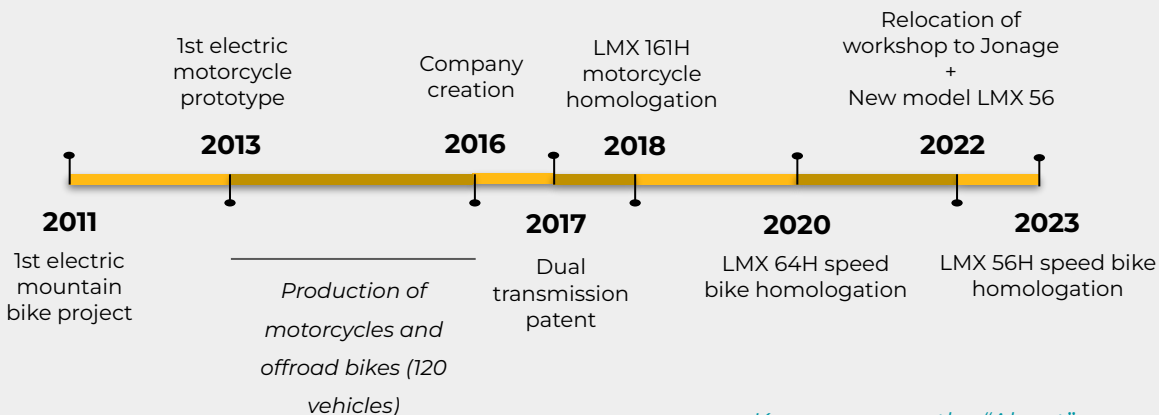 1st electric
motorcycle
prototype
2013
Company
creation
2016
LMX 161H
motorcycle
homologation
2018
Relocation of
workshop to Jonage
+
New model LMX 56
2022
2011
1st electric
mountain
bike project
Production of
motorcycles and
offroad bikes (120
vehicles)
2017
Dual
transmission
patent
2020
LMX 64H speed
bike homologation
2023
LMX 56H speed bike
homologation